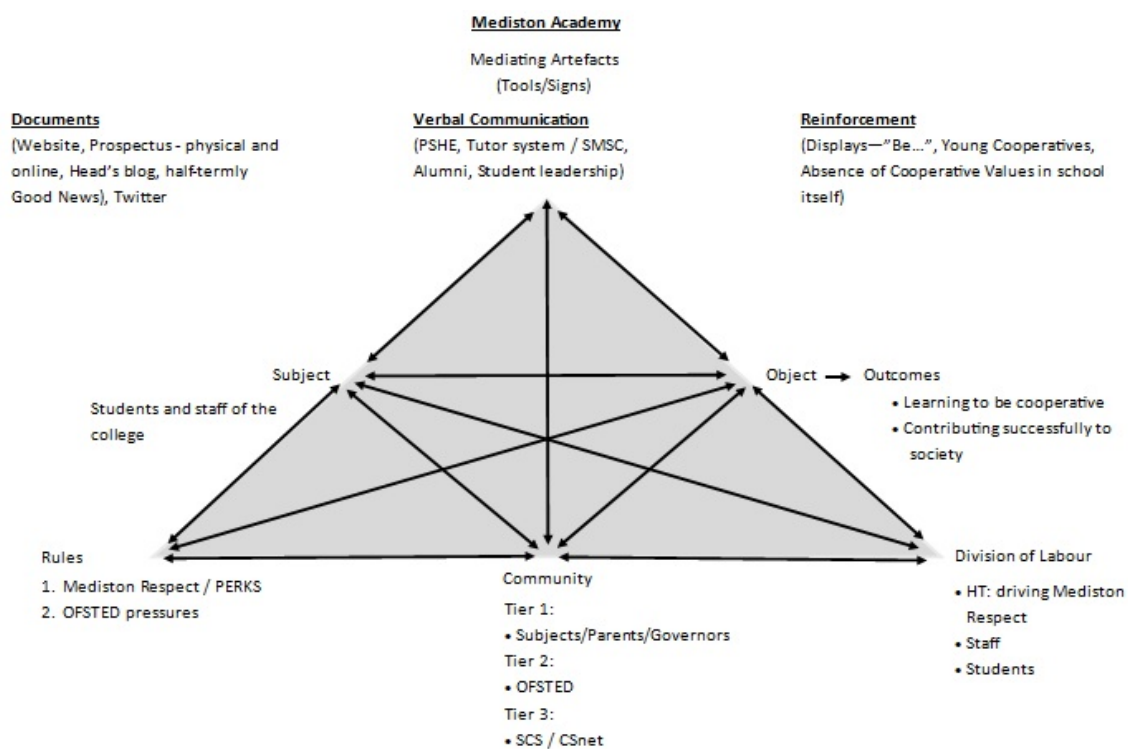 Mediston Academy
Mediating Artefacts
(Tools/Signs)
Documents
(Website, Prospectus - physical and
online, Head's blog, half-termly
Good News), Twitter
Verbal Communication
(PSHE, Tutor system / SMSC,
Alumni, Student leadership)
Reinforcement
(Displays—"Be...", Young Cooperatives,
Absence of Cooperative Values in school
itself)
Subject
Students and staff of the
college
Object
Outcomes
• Learning to be cooperative
• Contributing successfully to
society
Rules
1. Mediston Respect / PERKS
2. OFSTED pressures
Community
Tier 1:
• Subjects/Parents/Governors
Tier 2:
• OFSTED
Tier 3:
• SCS / CSnet
Division of Labour
• HT: driving Mediston
Respect
• Staff
• Students